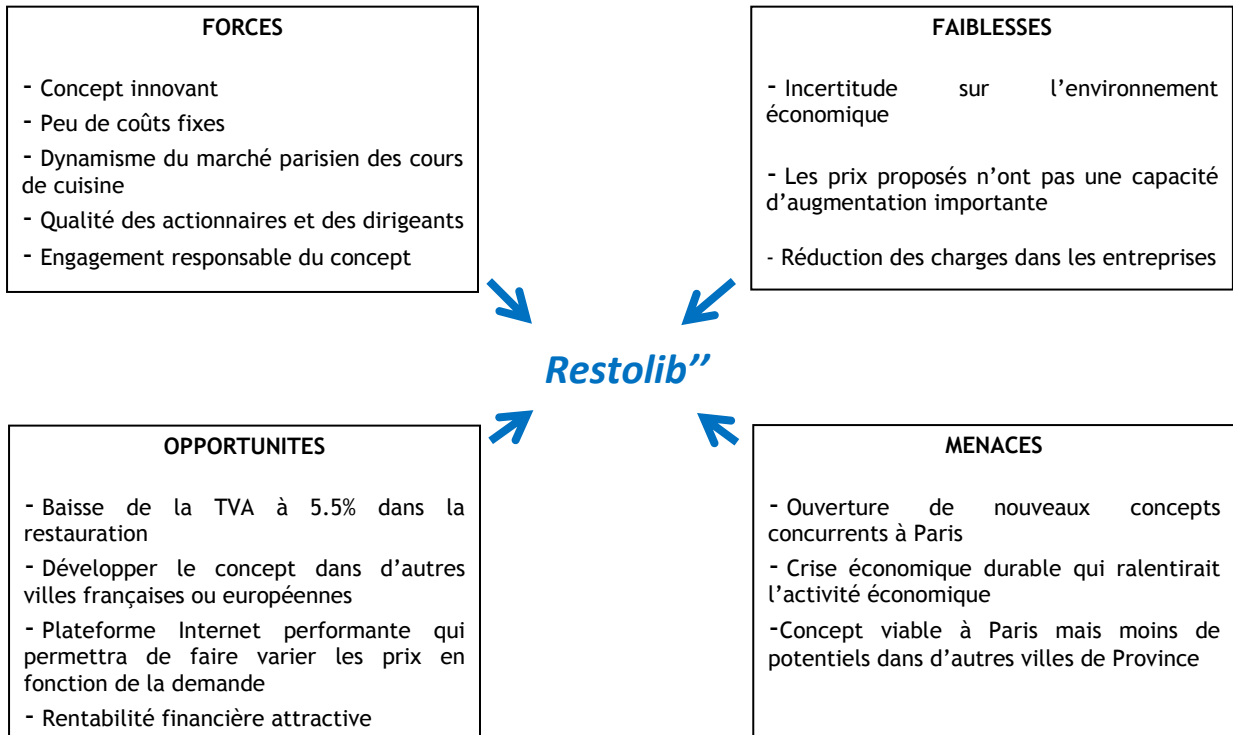 FORCES
- Concept innovant
- Peu de coûts fixes
- Dynamisme du marché parisien des cours
de cuisine
- Qualité des actionnaires et des dirigeants
- Engagement responsable du concept
FAIBLESSES
- Incertitude sur l’environnement
économique
- Les prix proposés n’ont pas une capacité
d’augmentation importante
- Réduction des charges dans les entreprises
Restolib’’
OPPORTUNITES
- Baisse de la TVA à 5.5% dans la
restauration
- Développer le concept dans d’autres
villes françaises ou européennes
- Plateforme Internet performante qui
permettra de faire varier les prix en
fonction de la demande
- Rentabilité financière attractive
MENACES
- Ouverture de nouveaux concepts
concurrents à Paris
- Crise économique durable qui ralentirait
l’activité économique
-Concept viable à Paris mais moins de
potentiels dans d’autres villes de Province